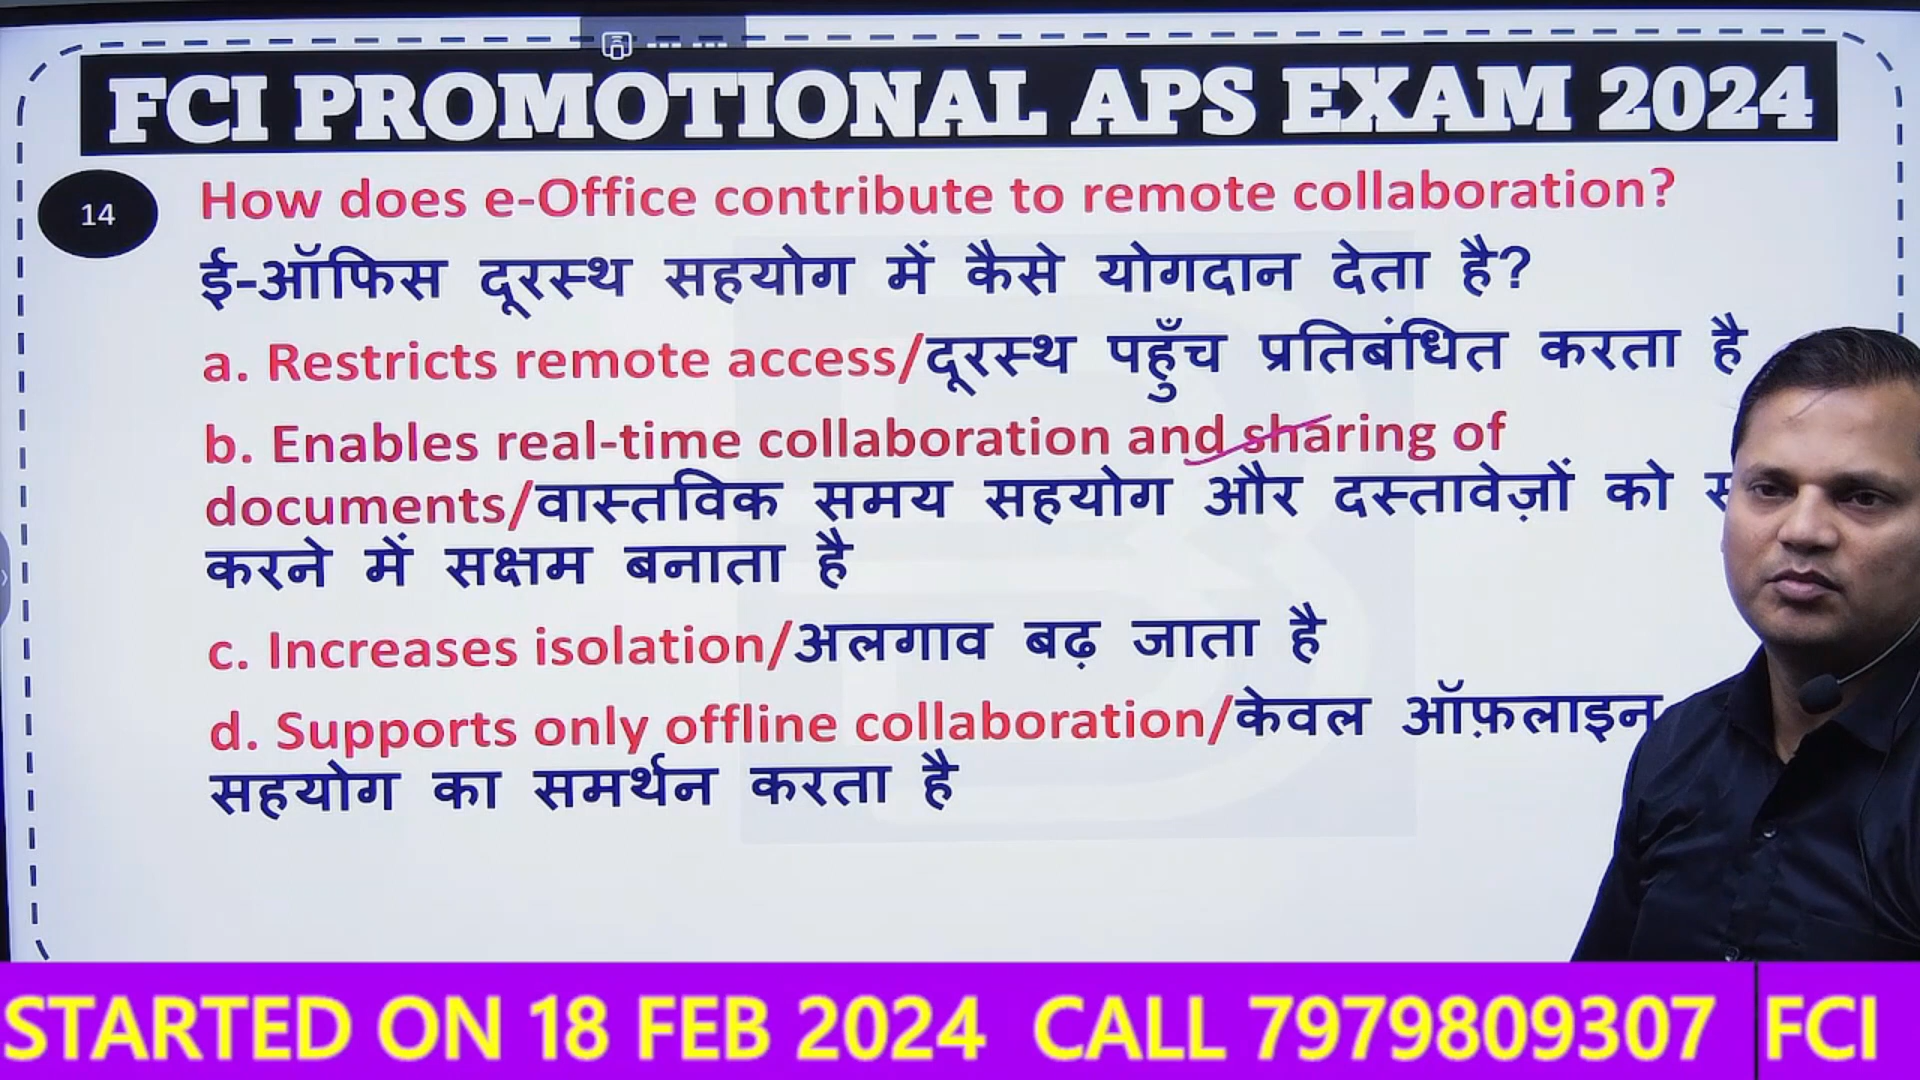 FCI PROMOTIONAL APS EXAM 2024
14
How does e-Office contribute to remote collaboration?
ई-ऑफिस दूरस्थ सहयोग में कैसे योगदान देता है?
a. Restricts remote access/दूरस्थ पहुँच प्रतिबंधित करता है
b. Enables real-time collaboration and sharing of
documents/वास्तविक समय सहयोग और दस्तावेज़ों को
करने में सक्षम बनाता है
c. Increases isolation/अलगाव बढ़ जाता है
d. Supports only offline collaboration/केवल ऑफ़लाइन
सहयोग का समर्थन करता है
STARTED ON 18 FEB 2024 CALL 7979809307 FCI